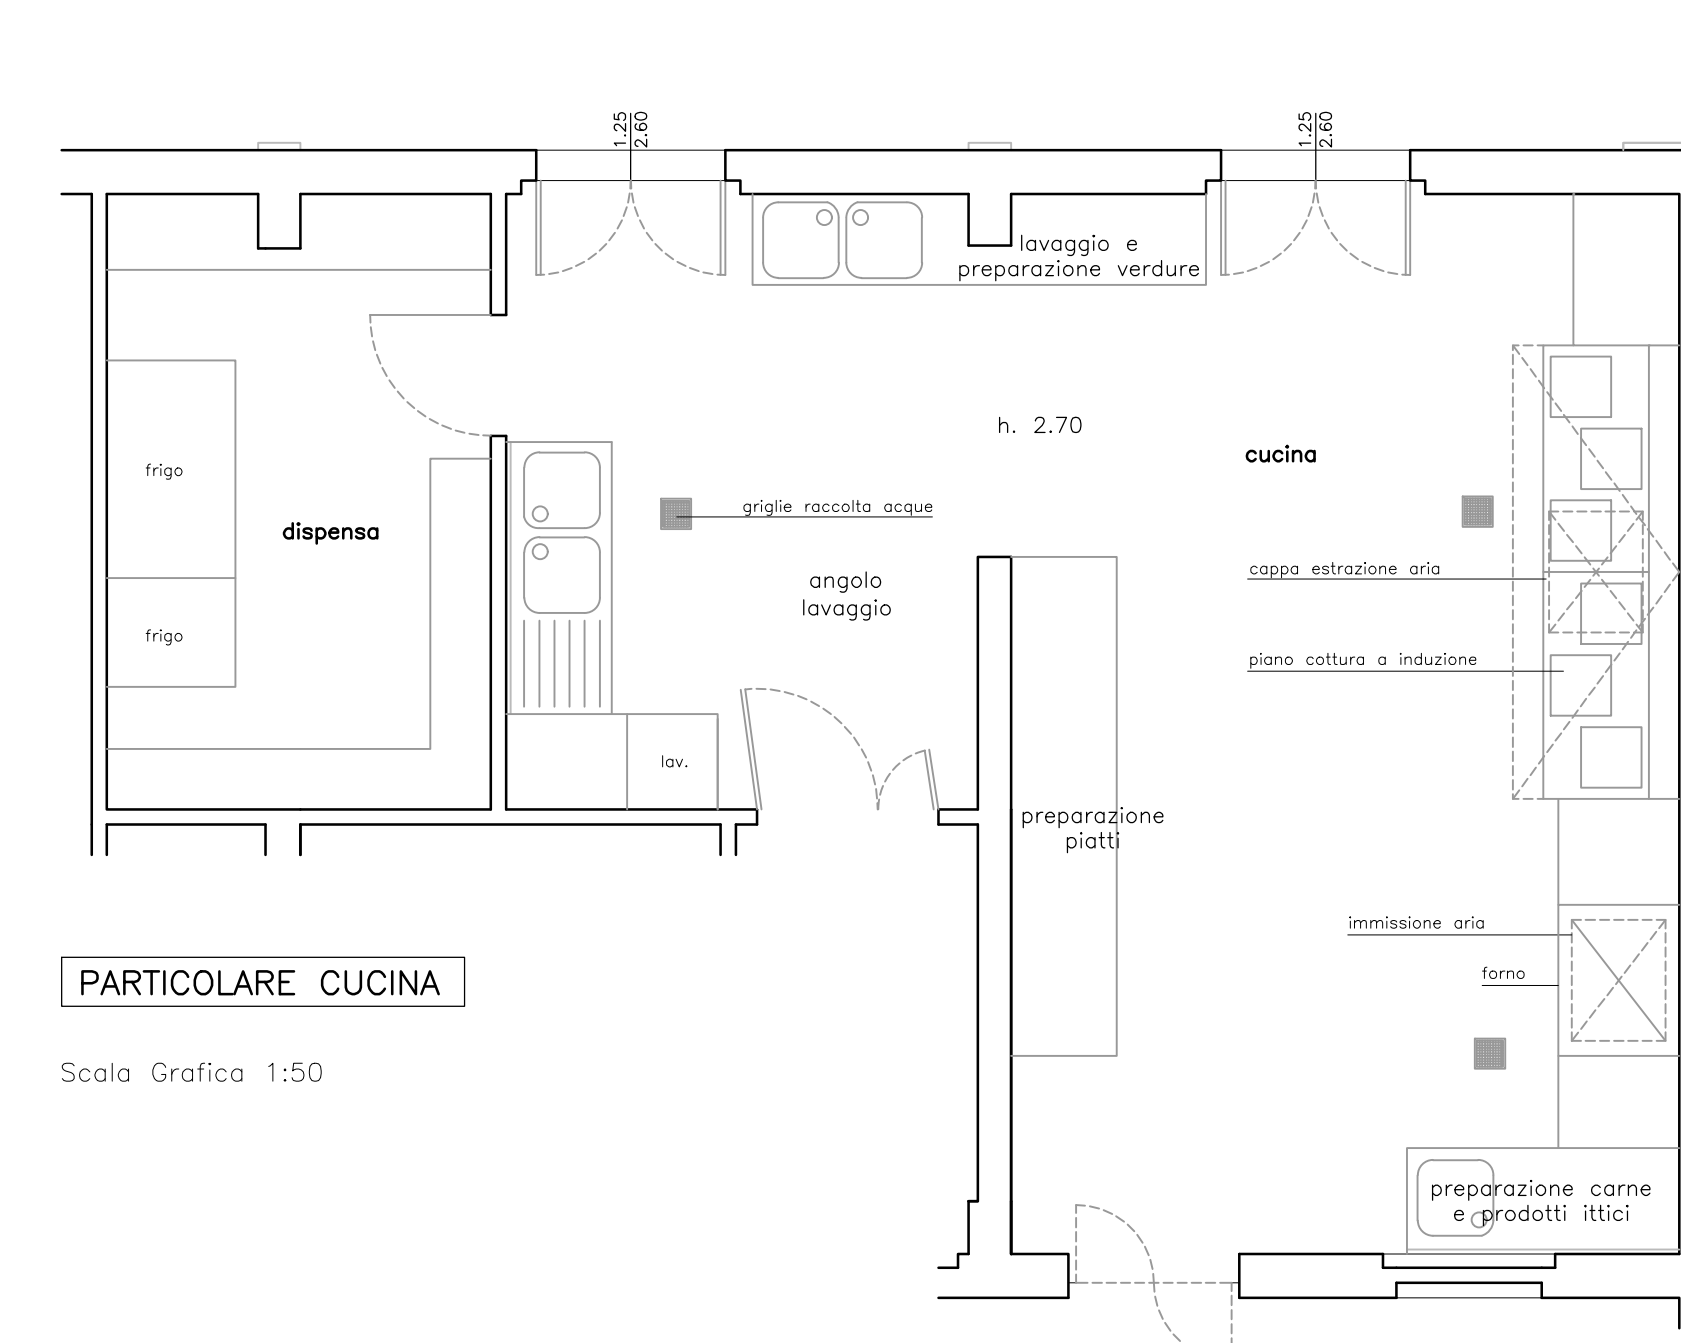 1.25
2.60
1.25
2.60
lavaggio e
preparazione verdure
h. 2.70
cucina
frigo
dispensa
griglie raccolta acque
cappa estrazione aria
angolo
lavaggio
frigo
piano cottura a induzione
lav.
preparazione
piatti
immissione aria
forno
PARTICOLARE CUCINA
Scala Grafica 1:50
preparazione carne
e prodotti ittici